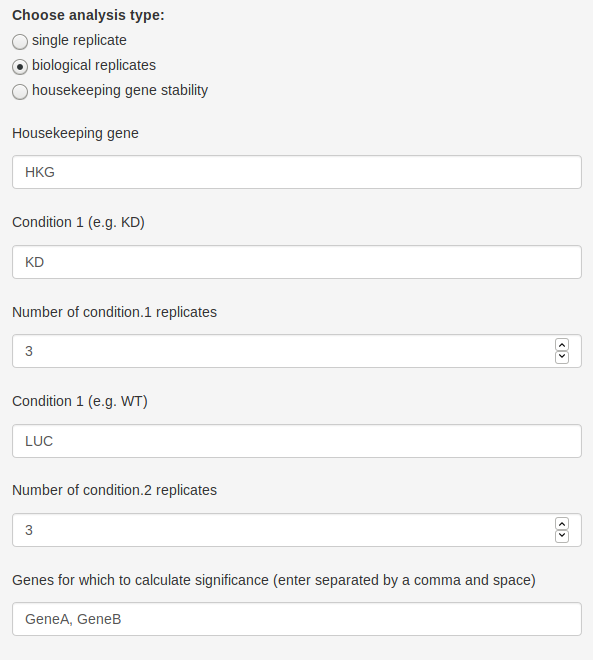 Choose analysis type:
single replicate
biological replicates
housekeeping gene stability
Housekeeping gene
HKG
Condition 1 (e.g. KD)
KD
Number of condition.1 replicates
3
Condition 1 (e.g. WT)
LUC
Number of condition.2 replicates
3
Genes for which to calculate significance (enter separated by a comma and space)
GeneA, GeneB